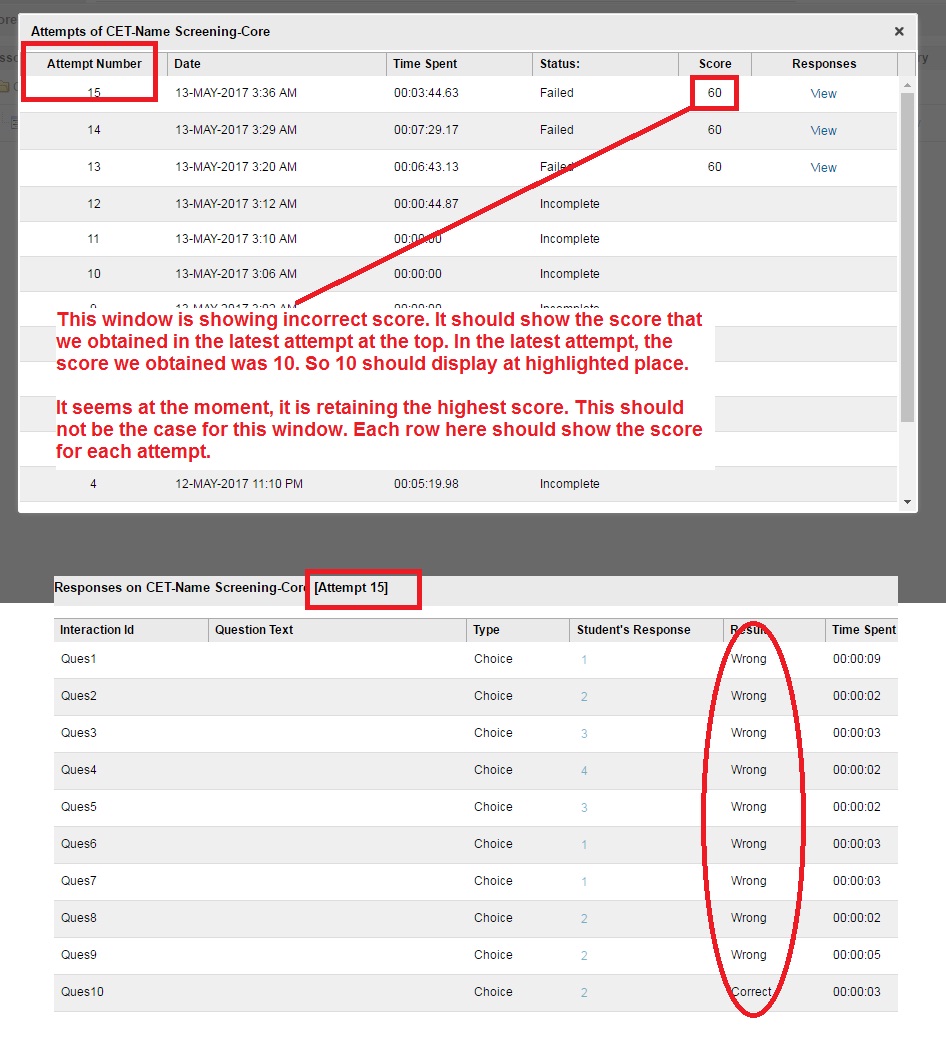 Attempts of CET-Name Screening-Core ×
Attempt Number Date Time Spent Status: Score Responses
15 13-MAY-2017 3:36 AM 00:03:44.63 Failed 60 View
14 13-MAY-2017 3:29 AM 00:07:29.17 Failed 60 View
13 13-MAY-2017 3:20 AM 00:06:43.13 Failed 60 View
12 13-MAY-2017 3:12 AM 00:00:44.87 Incomplete
11 13-MAY-2017 3:10 AM 00:00:00 Incomplete
10 13-MAY-2017 3:06 AM 00:00:00 Incomplete
This window is showing incorrect score. It should show the score that
we obtained in the latest attempt at the top. In the latest attempt, the
score we obtained was 10. So 10 should display at highlighted place.
It seems at the moment, it is retaining the highest score. This should
not be the case for this window. Each row here should show the score
for each attempt.
4 12-MAY-2017 11:10 PM 00:05:19.98 Incomplete
Responses on CET-Name Screening-Core [Attempt 15]
Interaction Id Question Text Type Student's Response Result Time Spent
Ques1 Choice 1 Wrong 00:00:09
Ques2 Choice 2 Wrong 00:00:02
Ques3 Choice 3 Wrong 00:00:03
Ques4 Choice 4 Wrong 00:00:02
Ques5 Choice 3 Wrong 00:00:02
Ques6 Choice 1 Wrong 00:00:03
Ques7 Choice 1 Wrong 00:00:03
Ques8 Choice 2 Wrong 00:00:02
Ques9 Choice 2 Wrong 00:00:05
Ques10 Choice 2 Correct 00:00:03